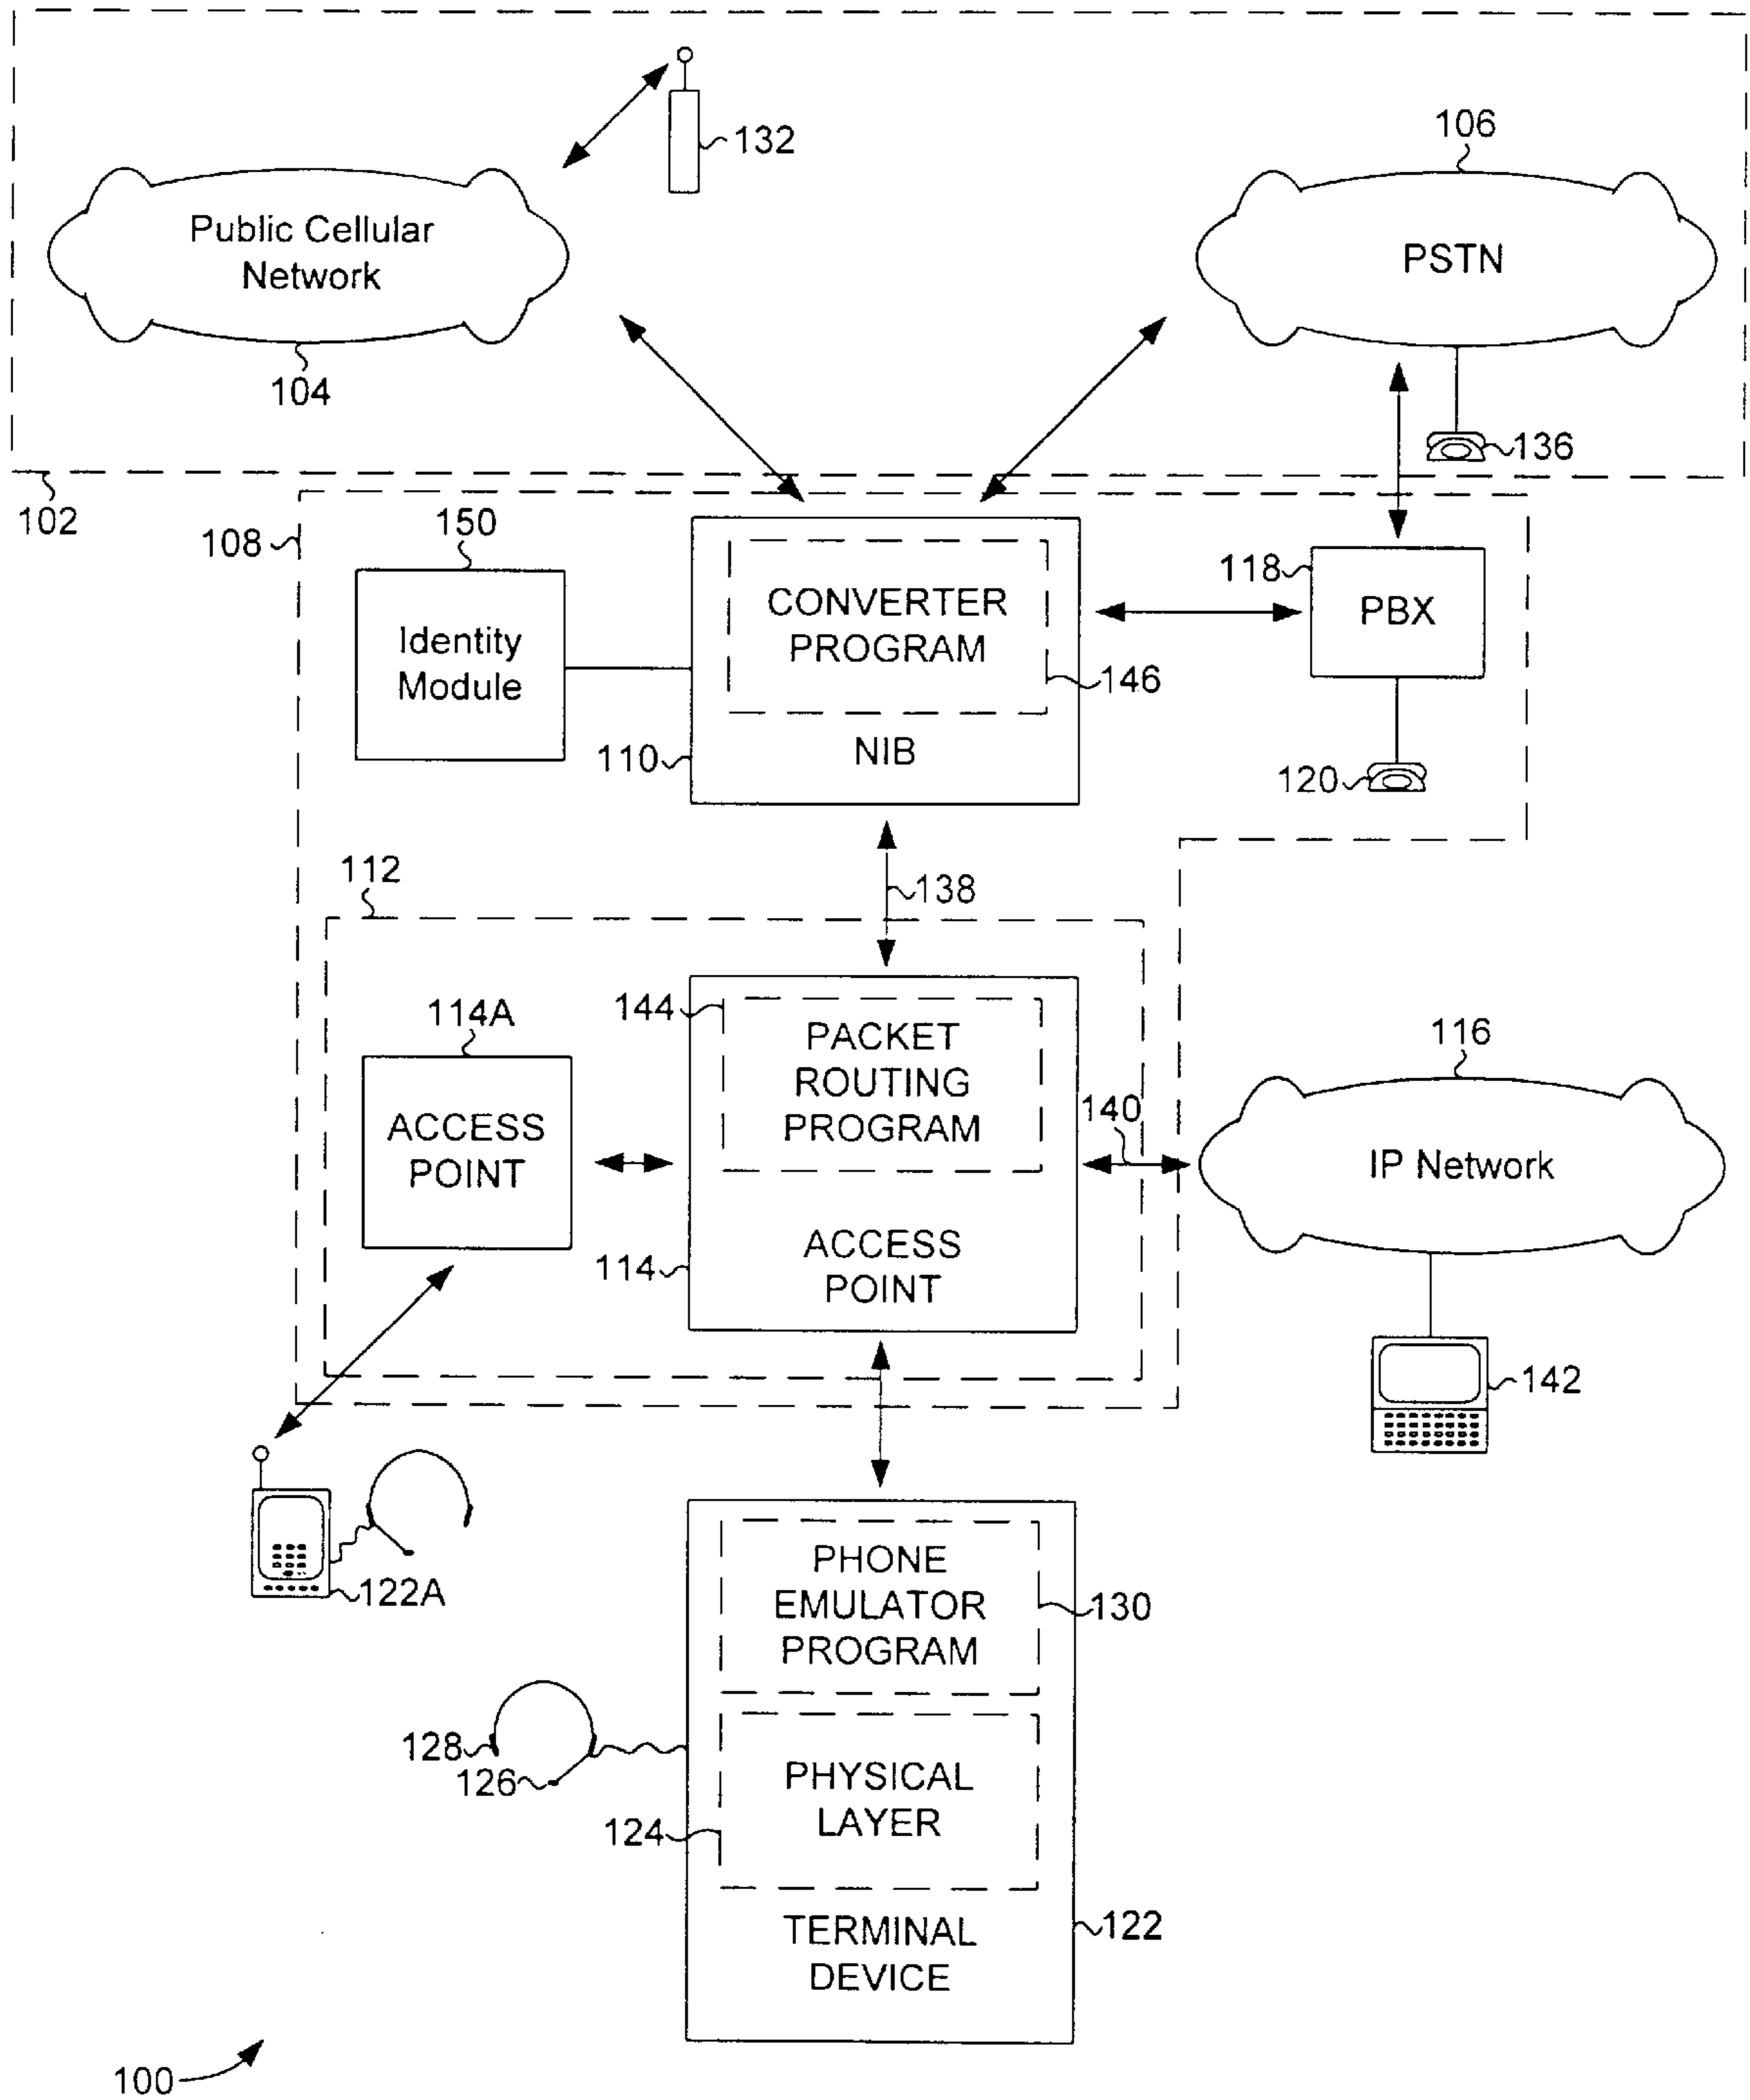 132
106
Public Cellular
Network
PSTN
104
136
102
108
150
118
CONVERTER
PROGRAM
PBX
Identity
Module
146
110
NIB
120
112
138
144
114A
PACKET
ROUTING
PROGRAM
116
140
ACCESS
POINT
IP Network
114
ACCESS
POINT
142
122A
PHONE
EMULATOR
PROGRAM
130
128
126
PHYSICAL
LAYER
124
TERMINAL
DEVICE
122
100